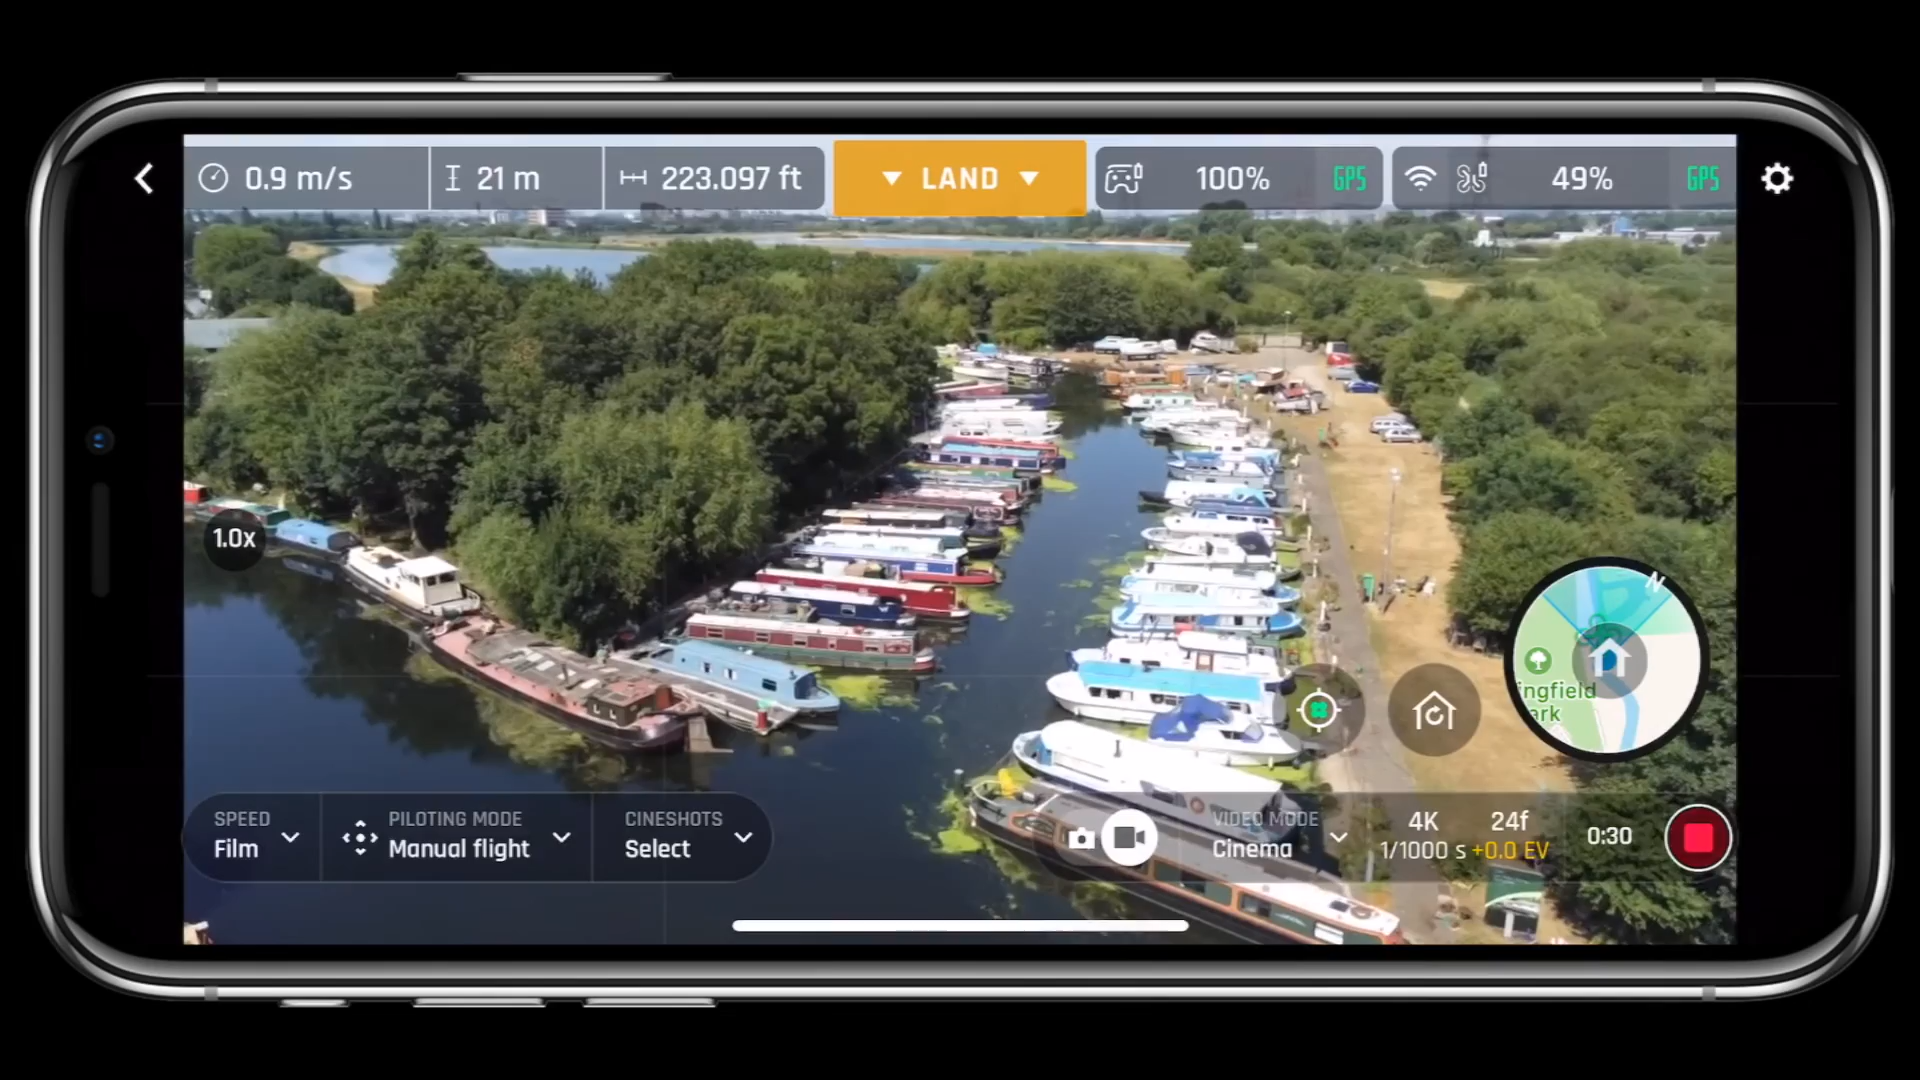 0.9 m/s
21 m
223.097 ft
LAND
100%
GPS
49%
GPS
1.0x
N
ingfield
ark
SPEED
Film
PILOTING MODE
Manual flight
CINESHOTS
Select
VIDEO MODE
Cinema
4K 24f
1/1000 s +0.0 EV
0:30